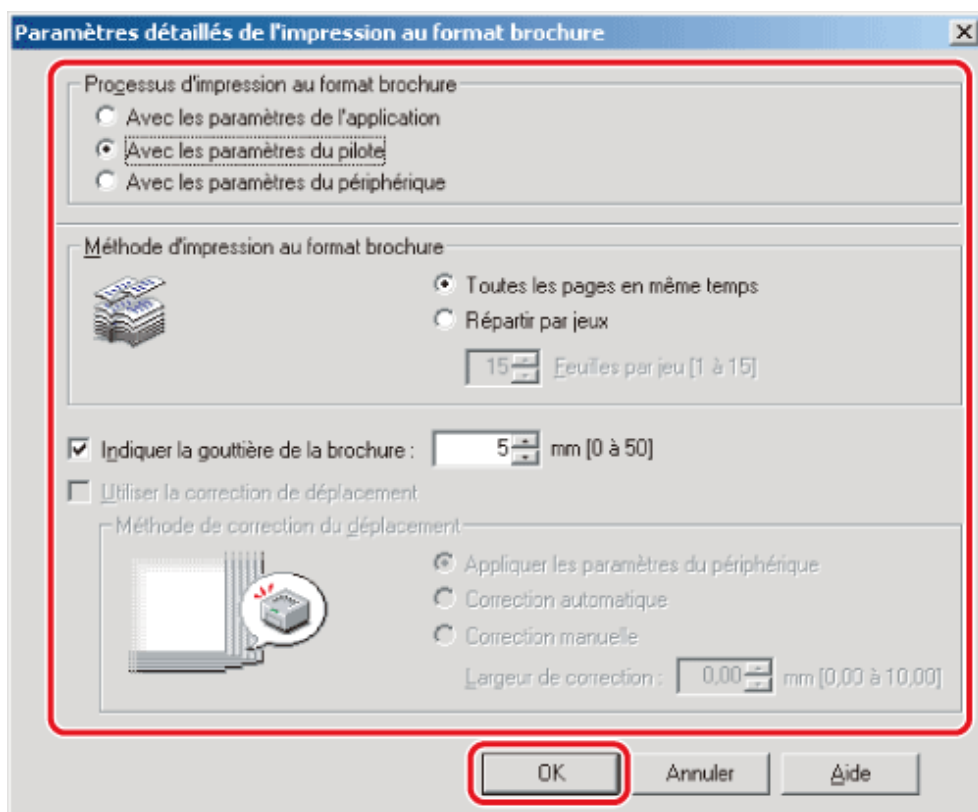 Paramètres détaillés de l'impression au format brochure
Processus d'impression au format brochure
Avec les paramètres de l'application
Avec les paramètres du pilote
Avec les paramètres du périphérique
Méthode d'impression au format brochure
Toutes les pages en même temps
Répartir par jeux
15 Feuilles par jeu [1 à 15]
Indiquer la gouttière de la brochure : 5 mm [0 à 50]
Utiliser la correction de déplacement
Méthode de correction du déplacement
Appliquer les paramètres du périphérique
Correction automatique
Correction manuelle
Largeur de correction : 0,00 mm [0,00 à 10,00]
OK Annuler Aide